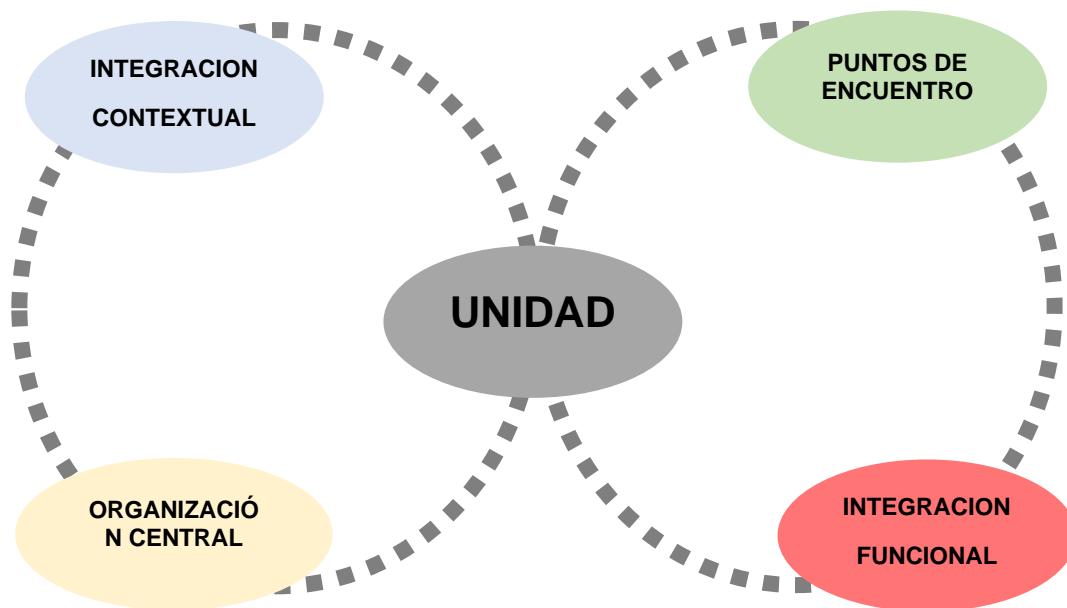 INTEGRACION
CONTEXTUAL
PUNTOS DE
ENCUENTRO
UNIDAD
ORGANIZACIÓ
N CENTRAL
INTEGRACION
FUNCIONAL